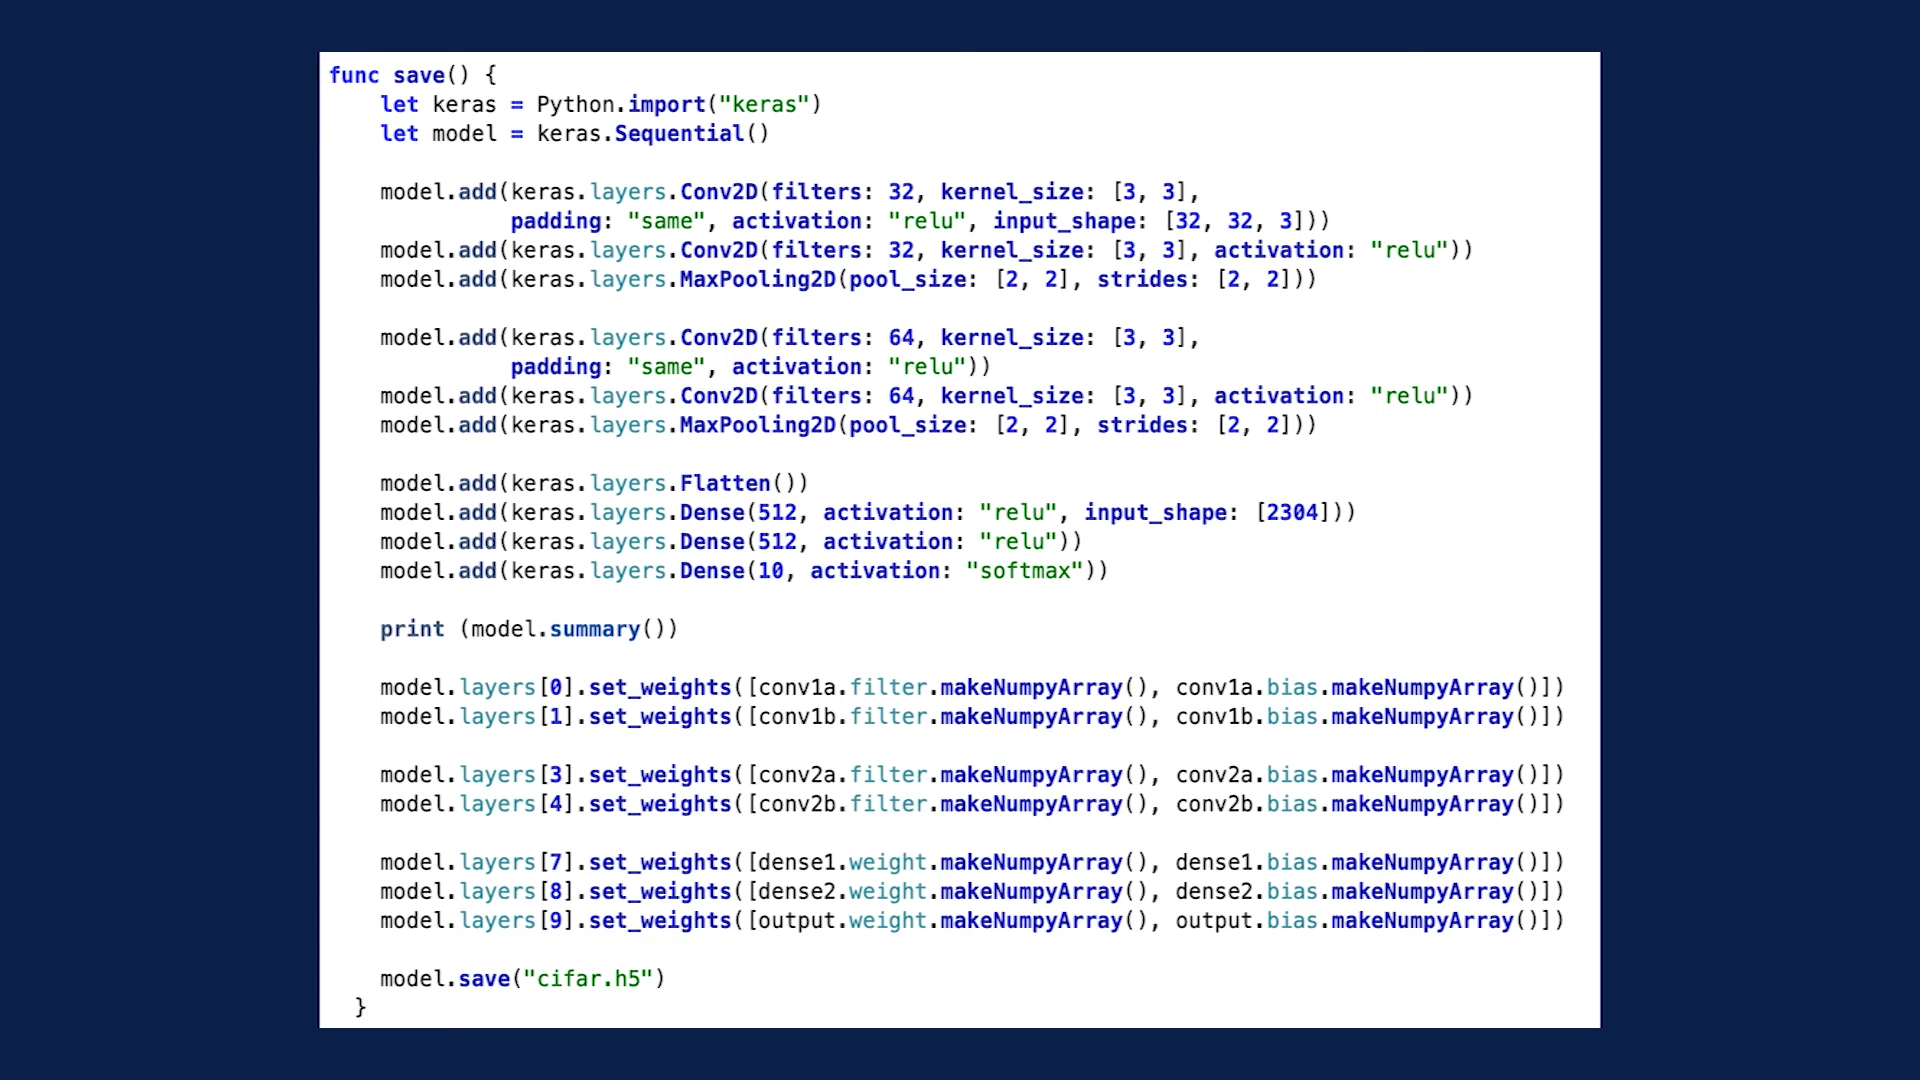 func save() {
let keras = Python.import("keras")
let model = keras.Sequential()
model.add(keras.layers.Conv2D(filters: 32, kernel_size: [3, 3],
padding: "same", activation: "relu", input_shape: [32, 32, 3]))
model.add(keras.layers.Conv2D(filters: 32, kernel_size: [3, 3], activation: "relu"))
model.add(keras.layers.MaxPooling2D(pool_size: [2, 2], strides: [2, 2]))
model.add(keras.layers.Conv2D(filters: 64, kernel_size: [3, 3],
padding: "same", activation: "relu"))
model.add(keras.layers.Conv2D(filters: 64, kernel_size: [3, 3], activation: "relu"))
model.add(keras.layers.MaxPooling2D(pool_size: [2, 2], strides: [2, 2]))
model.add(keras.layers.Flatten())
model.add(keras.layers.Dense(512, activation: "relu", input_shape: [2304]))
model.add(keras.layers.Dense(512, activation: "relu"))
model.add(keras.layers.Dense(10, activation: "softmax"))
print (model.summary())
model.layers[0].set_weights([conv1a.filter.makeNumpyArray(), conv1a.bias.makeNumpyArray()])
model.layers[1].set_weights([conv1b.filter.makeNumpyArray(), conv1b.bias.makeNumpyArray()])
model.layers[3].set_weights([conv2a.filter.makeNumpyArray(), conv2a.bias.makeNumpyArray()])
model.layers[4].set_weights([conv2b.filter.makeNumpyArray(), conv2b.bias.makeNumpyArray()])
model.layers[7].set_weights([dense1.weight.makeNumpyArray(), dense1.bias.makeNumpyArray()])
model.layers[8].set_weights([dense2.weight.makeNumpyArray(), dense2.bias.makeNumpyArray()])
model.layers[9].set_weights([output.weight.makeNumpyArray(), output.bias.makeNumpyArray()])
model.save("cifar.h5")
}